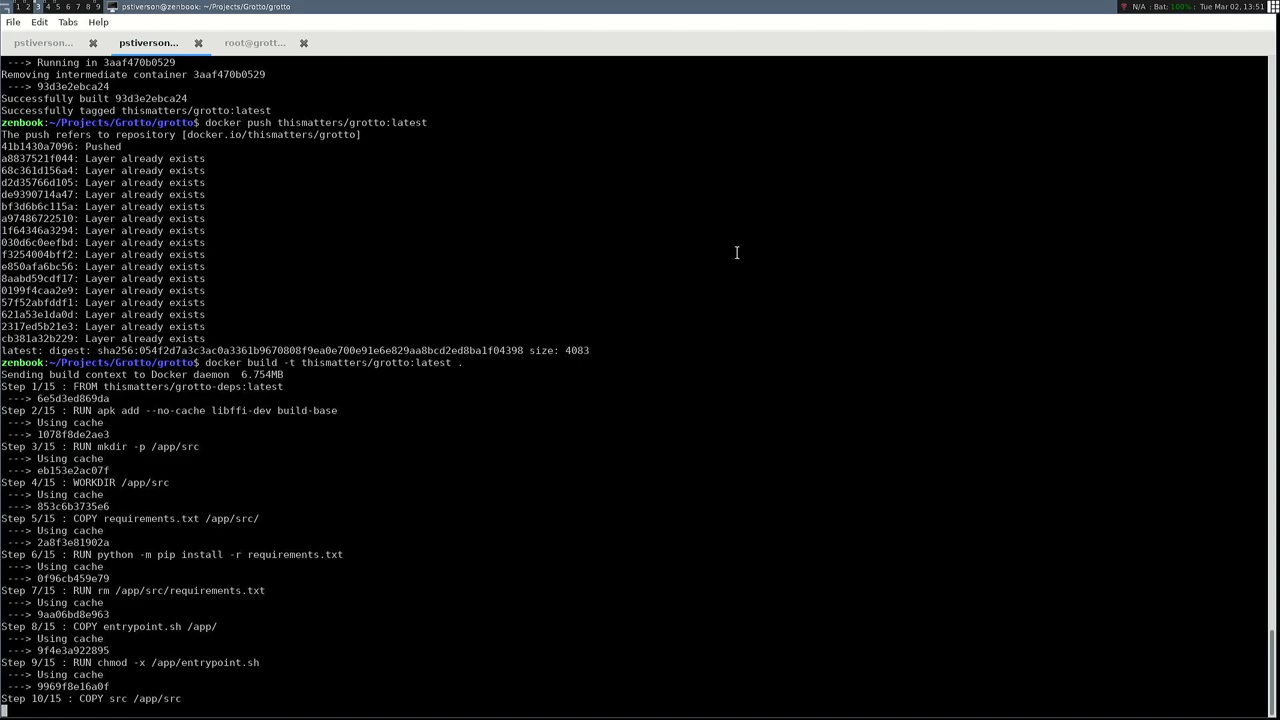 1 2 3 4 5 6 7 8 9 pstiverson@zenbook: ~/Projects/Grotto/grotto N/A : Bat: 100% : Tue Mar 02, 13:51
File Edit Tabs Help
pstiverson... pstiverson... root@grott...
---> Running in 3aaf470b0529
Removing intermediate container 3aaf470b0529
---> 93d3e2ebca24
Successfully built 93d3e2ebca24
Successfully tagged thismatters/grotto:latest
zenbook:~/Projects/Grotto/grotto$ docker push thismatters/grotto:latest
The push refers to repository [docker.io/thismatters/grotto]
41b1430a7096: Pushed
a8837521f044: Layer already exists
68c361d156a4: Layer already exists
d2d35766d105: Layer already exists
de9390714a47: Layer already exists
bf3d6b6c115a: Layer already exists
a97486722510: Layer already exists
1f64346a3294: Layer already exists
030d6c0eefbd: Layer already exists
f3254004bff2: Layer already exists
e850afa6bc56: Layer already exists
8aabd59cdf17: Layer already exists
0199f4caa2e9: Layer already exists
57f52abfddf1: Layer already exists
621a53e1da0d: Layer already exists
2317ed5b21e3: Layer already exists
cb381a32b229: Layer already exists
latest: digest: sha256:054f2d7a3c3ac0a3361b9670808f9ea0e700e91e6e829aa8bcd2ed8ba1f04398 size: 4083
zenbook:~/Projects/Grotto/grotto$ docker build -t thismatters/grotto:latest .
Sending build context to Docker daemon  6.754MB
Step 1/15 : FROM thismatters/grotto-deps:latest
---> 6e5d3ed869da
Step 2/15 : RUN apk add --no-cache libffi-dev build-base
---> Using cache
---> 1078f8de2ae3
Step 3/15 : RUN mkdir -p /app/src
---> Using cache
---> eb153e2ac07f
Step 4/15 : WORKDIR /app/src
---> Using cache
---> 853c6b3735e6
Step 5/15 : COPY requirements.txt /app/src/
---> Using cache
---> 2a8f3e81902a
Step 6/15 : RUN python -m pip install -r requirements.txt
---> Using cache
---> 0f96cb459e79
Step 7/15 : RUN rm /app/src/requirements.txt
---> Using cache
---> 9aa06bd8e963
Step 8/15 : COPY entrypoint.sh /app/
---> Using cache
---> 9f4e3a922895
Step 9/15 : RUN chmod -x /app/entrypoint.sh
---> Using cache
---> 9969f8e16a0f
Step 10/15 : COPY src /app/src